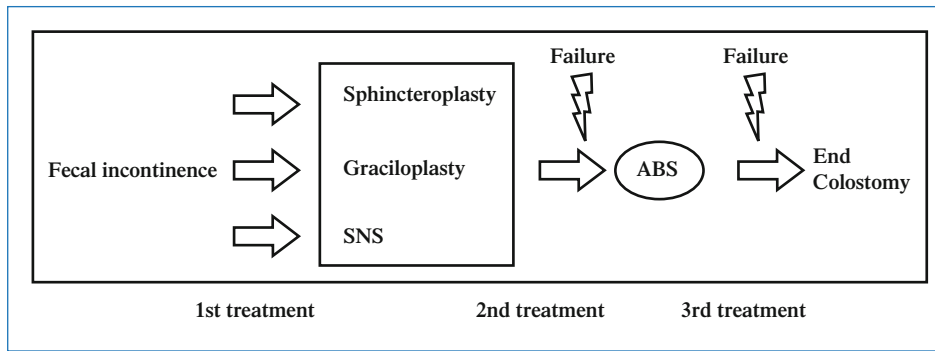 Failure
Failure
Sphincteroplasty
Fecal incontinence
Graciloplasty
ABS
End
Colostomy
SNS
1st treatment
2nd treatment
3rd treatment